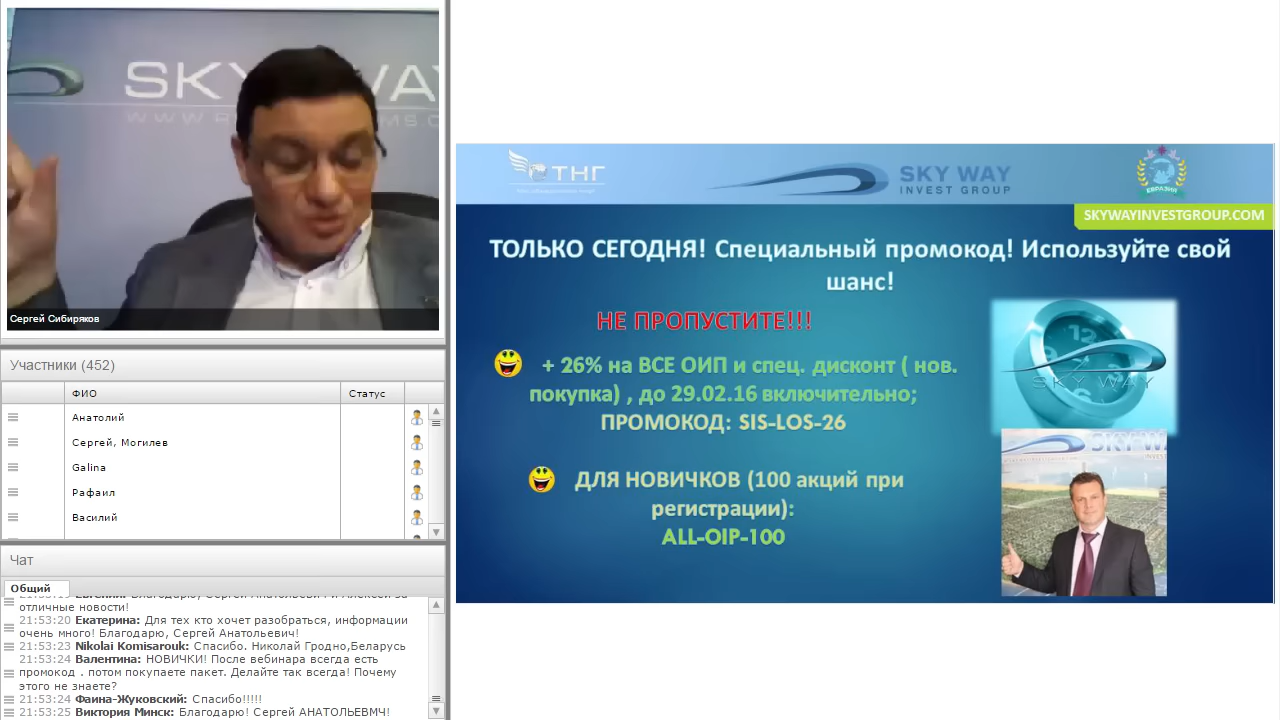 SKY WAY
Сергей Сибиряков
Участники (452)
ФИО
Статус
Анатолий
Сергей, Могилев
Galina
Рафаил
Василий
Чат
Общий
отличные новости!
21:53:20 Екатерина: Для тех кто хочет разобраться, информации
очень много! Благодарю, Сергей Анатольевич!
21:53:23 Nikolai Komisarouk: Спасибо. Николай Гродно,Беларусь
21:53:24 Валентина: НОВИЧКИ! После вебинара всегда есть
промокод . потом покупаете пакет. Делайте так всегда! Почему
этого не знаете?
21:53:24 Фаина-Жуковский: Спасибо!!!!!
21:53:25 Виктория Минск: Благодарю! Сергей АНАТОЛЬЕВМЧ!
ТНГ
SKY WAY
INVEST GROUP
ЕВРАЗИЯ
SKYWAYINVESTGROUP.COM
ТОЛЬКО СЕГОДНЯ! Специальный промокод! Используйте свой
шанс!
НЕ ПРОПУСТИТЕ!!!
+ 26% на ВСЕ ОИП и спец. дисконт ( нов.
покупка) , до 29.02.16 включительно;
ПРОМОКОД: SIS-LOS-26
ДЛЯ НОВИЧКОВ (100 акций при
регистрации):
ALL-OIP-100
SKY WAY